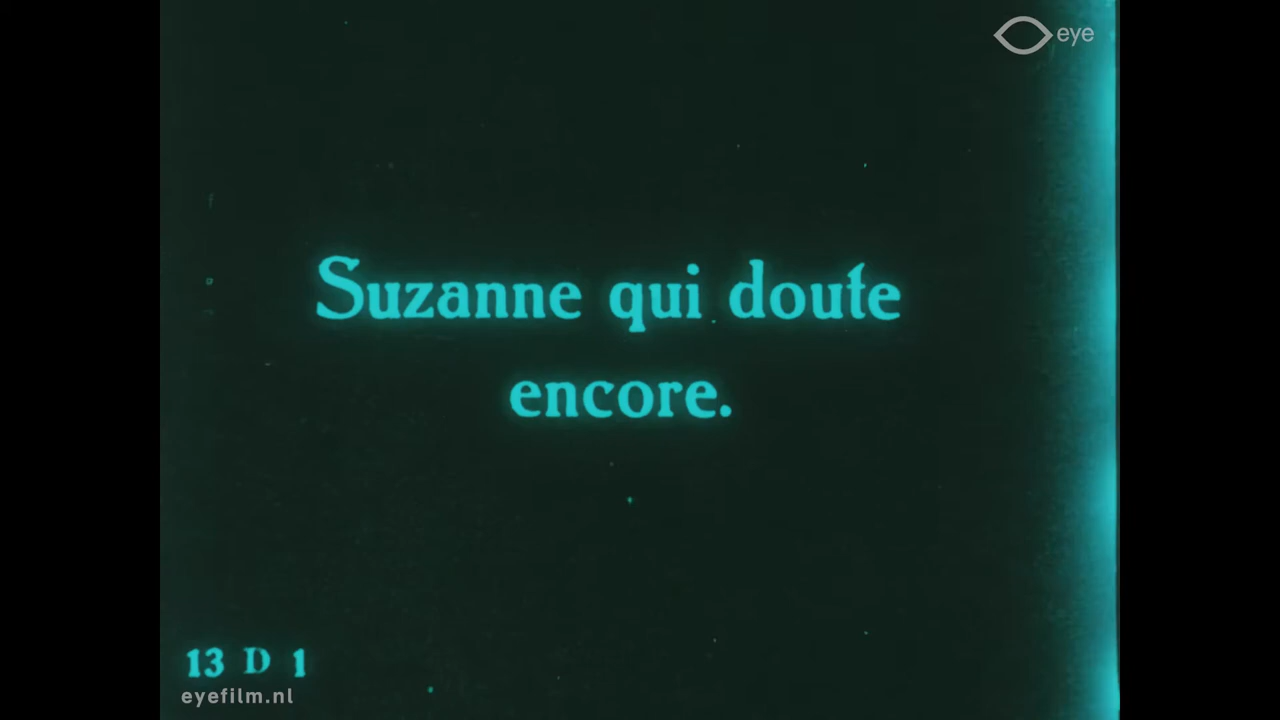 eye
Suzanne qui doute
encore.
13 D 1
eyefilm.nl